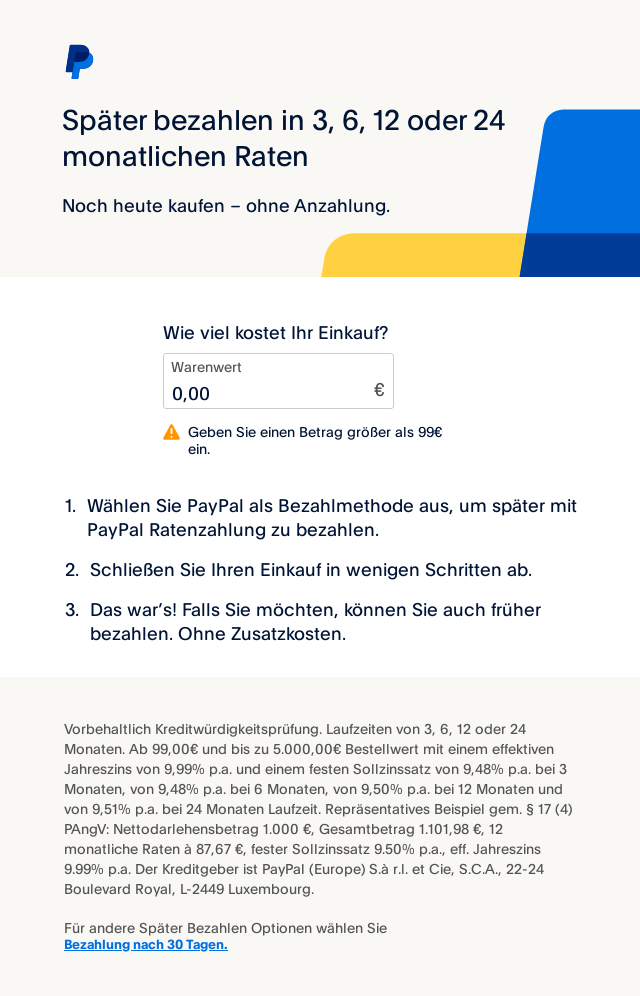 Später bezahlen in 3, 6, 12 oder 24
monatlichen Raten
Noch heute kaufen – ohne Anzahlung.
Wie viel kostet Ihr Einkauf?
Warenwert
0,00 €
Geben Sie einen Betrag größer als 99€
ein.
1. Wählen Sie PayPal als Bezahlmethode aus, um später mit
PayPal Ratenzahlung zu bezahlen.
2. Schließen Sie Ihren Einkauf in wenigen Schritten ab.
3. Das war’s! Falls Sie möchten, können Sie auch früher
bezahlen. Ohne Zusatzkosten.
Vorbehaltlich Kreditwürdigkeitsprüfung. Laufzeiten von 3, 6, 12 oder 24
Monaten. Ab 99,00€ und bis zu 5.000,00€ Bestellwert mit einem effektiven
Jahreszins von 9,99% p.a. und einem festen Sollzinssatz von 9,48% p.a. bei 3
Monaten, von 9,48% p.a. bei 6 Monaten, von 9,50% p.a. bei 12 Monaten und
von 9,51% p.a. bei 24 Monaten Laufzeit. Repräsentatives Beispiel gem. § 17 (4)
PAngV: Nettodarlehensbetrag 1.000 €, Gesamtbetrag 1.101,98 €, 12
monatliche Raten à 87,67 €, fester Sollzinssatz 9.50% p.a., eff. Jahreszins
9.99% p.a. Der Kreditgeber ist PayPal (Europe) S.à r.l. et Cie, S.C.A., 22-24
Boulevard Royal, L-2449 Luxembourg.
Für andere Später Bezahlen Optionen wählen Sie
Bezahlung nach 30 Tagen.